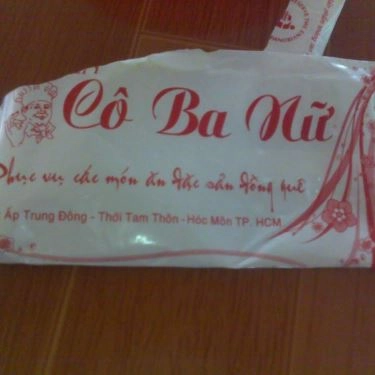 Cô Ba Nữ
Phục vụ các món ăn đặc sản đồng quê
Ấp Trung Đông - Thới Tam Thôn - Hóc Môn TP. HCM